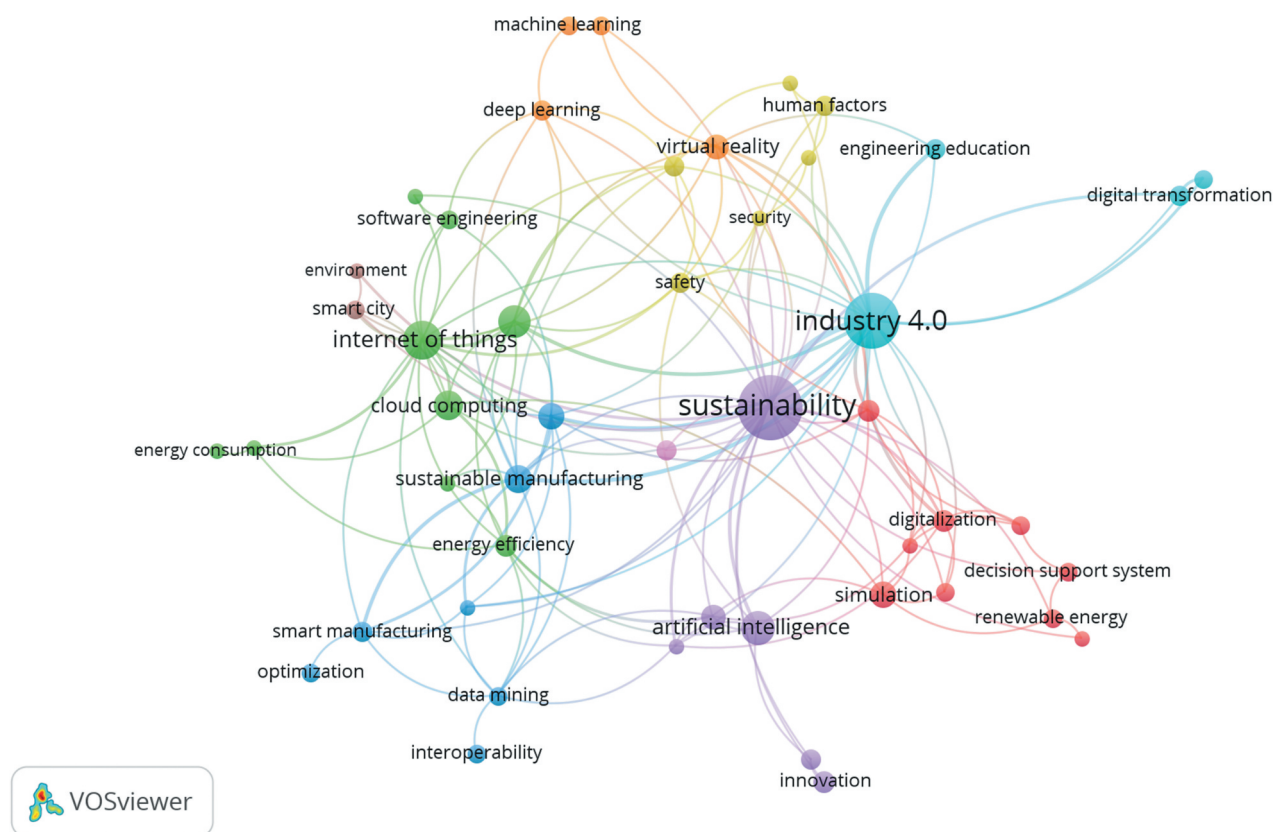 machine learning
deep learning
human factors
virtual reality
engineering education
digital transformation
software engineering
security
environment
safety
smart city
industry 4.0
internet of things
cloud computing
sustainability
energy consumption
sustainable manufacturing
digitalization
energy efficiency
decision support system
simulation
renewable energy
smart manufacturing
artificial intelligence
optimization
data mining
interoperability
innovation
VOSviewer